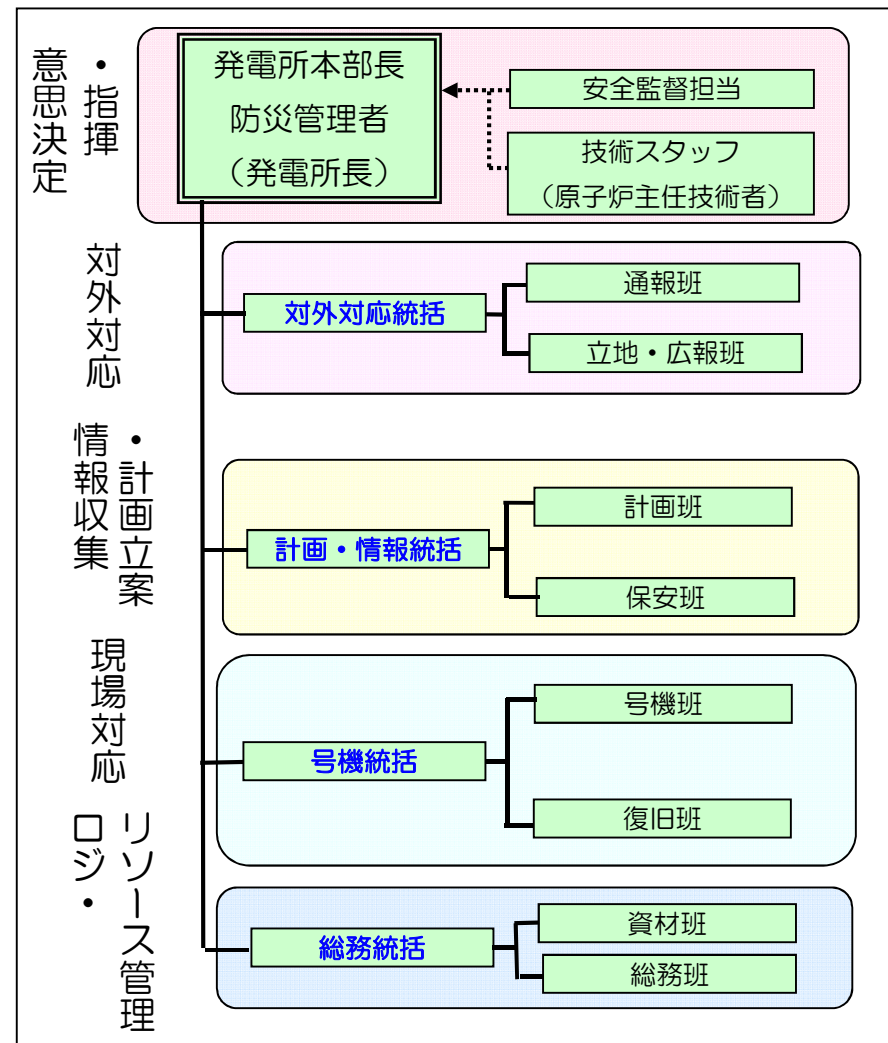 意思決定
・指揮
発電所本部長
防災管理者
（発電所長）
安全監督担当
技術スタッフ
（原子炉主任技術者）
対外対応
対外対応統括
通報班
立地・広報班
情報収集
・計画立案
計画・情報統括
計画班
保安班
現場対応
号機統括
号機班
復旧班
ロジ・
リソース管理
総務統括
資材班
総務班